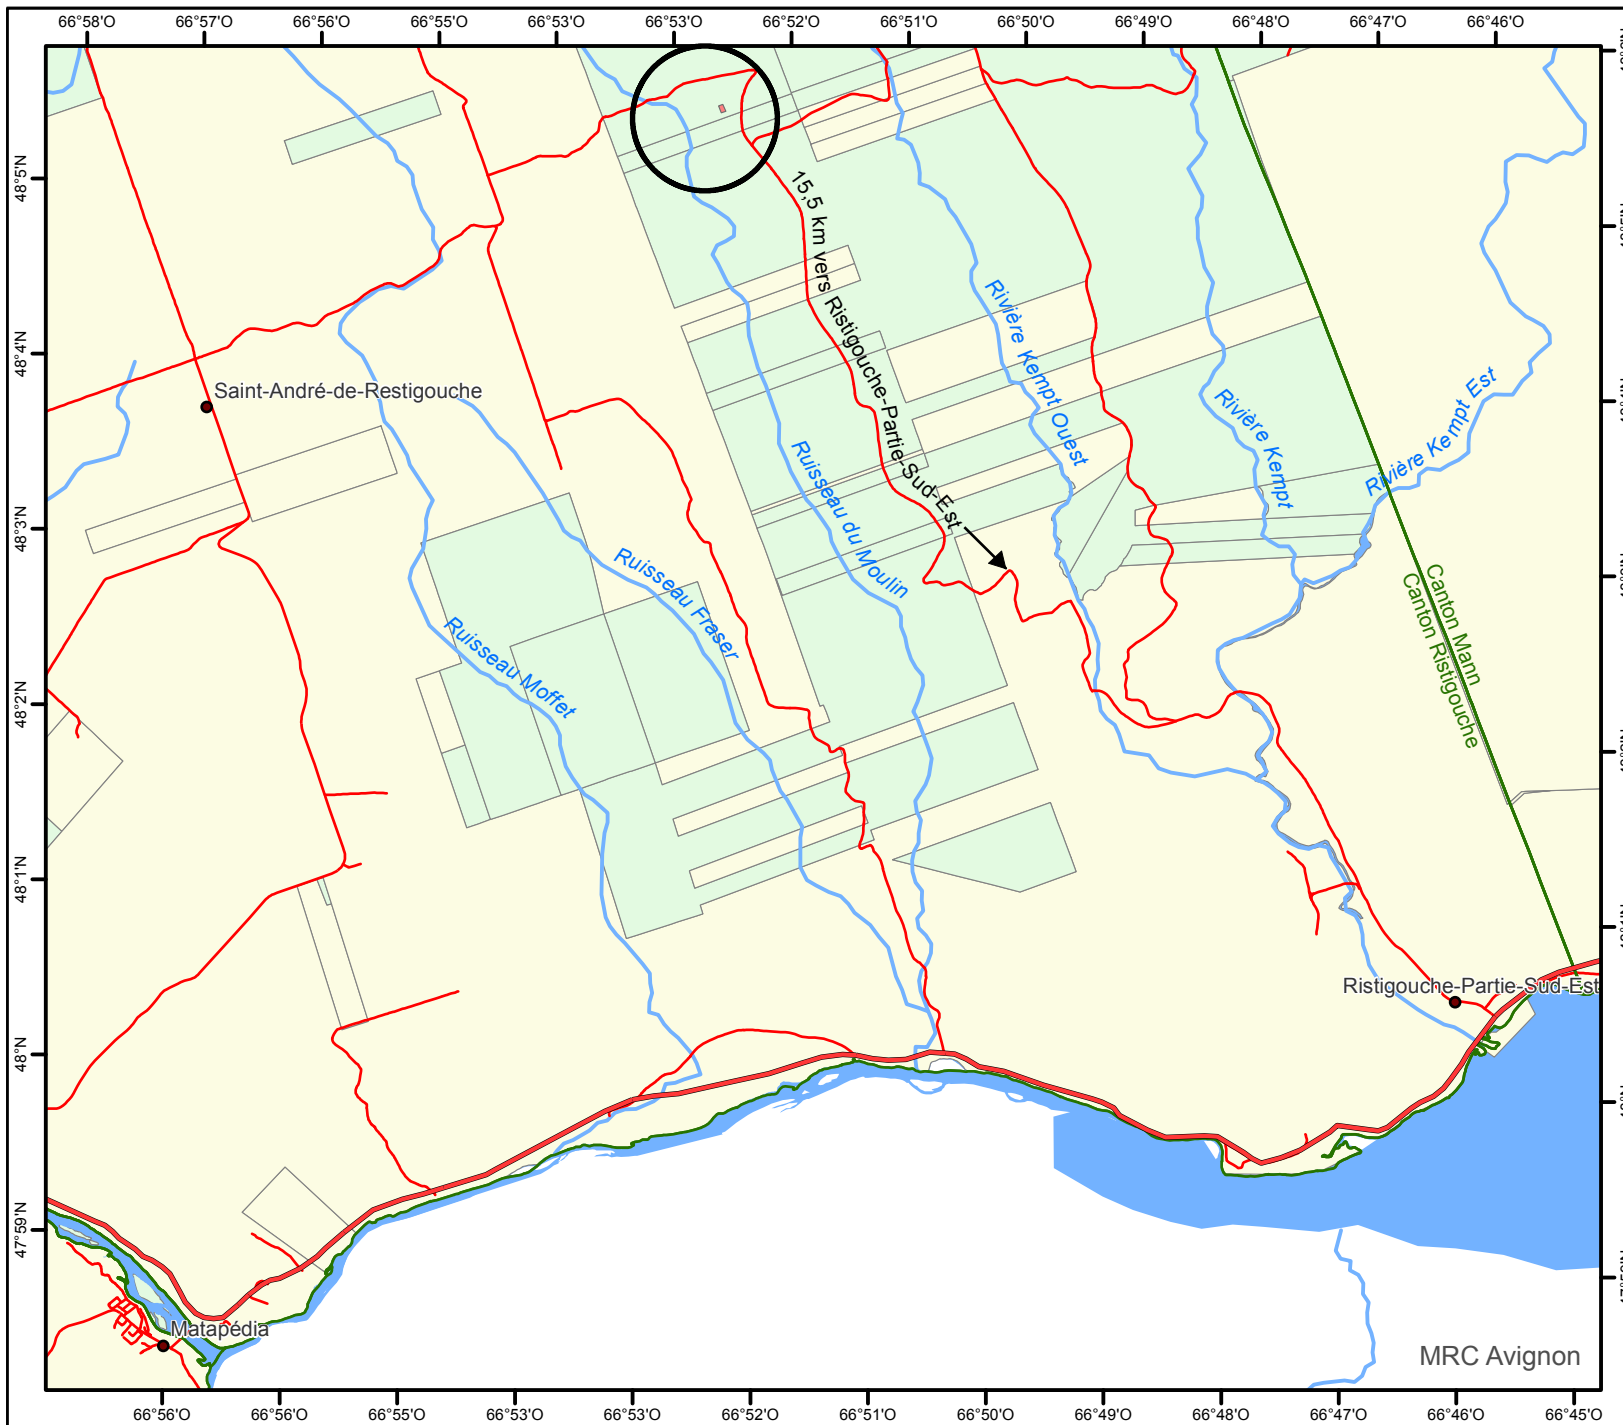 66°58'O 66°57'O 66°55'O 66°53'O 66°53'O 66°52'O 66°51'O 66°50'O 66°49'O 66°48'O 66°47'O 66°46'O
48°5'N
15,5 km vers Ristigouche-Partie-Sud-Est
Rivière Kempt Ouest
48°4'N
Rivière Kempt Est
Saint-André-de-Restigouche
Rivière Kempt
Ruisseau du Moulin
48°3'N
Ruisseau Fraser
Canton Mann
Canton Ristigouche
Ruisseau Moffet
48°2'N
48°1'N
Ristigouche-Partie-Sud-Est
48°N
47°59'N
Matapédia
MRC Avignon
66°56'O 66°56'O 66°55'O 66°53'O 66°53'O 66°52'O 66°51'O 66°50'O 66°49'O 66°48'O 66°48'O 66°46'O 66°45'O